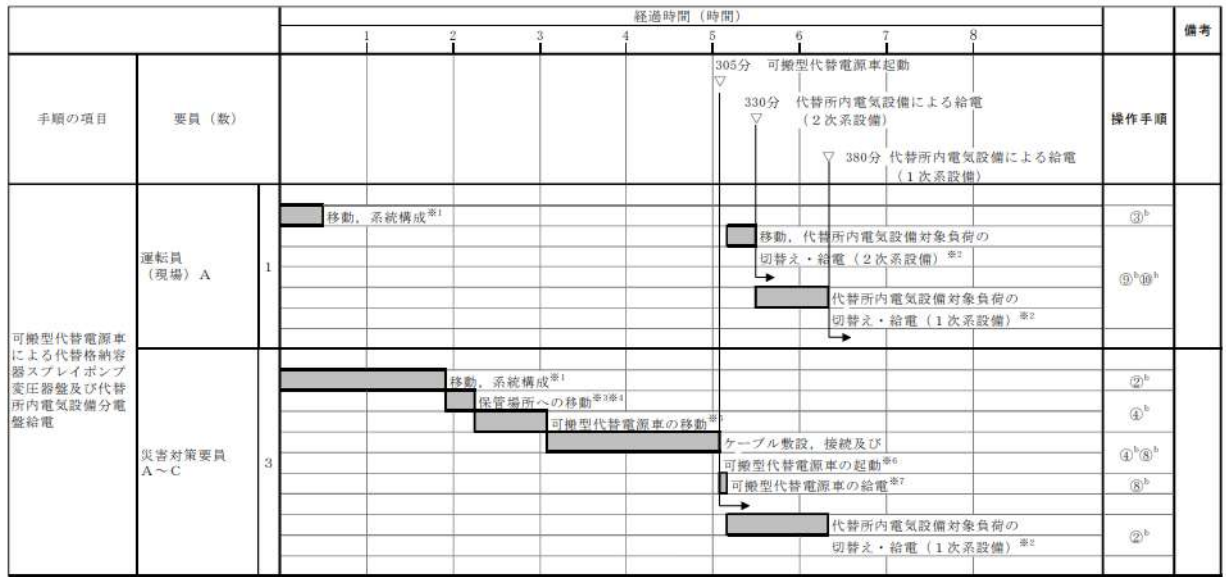 経過時間（時間）
備考
1 2 3 4 5 6 7 8
手順の項目
要員（数）
操作手順
305分 可搬型代替電源車起動
▽
330分 代替所内電気設備による給電
▽ （２次系設備）
▽ 380分 代替所内電気設備による給電
（１次系設備）
可搬型代替電源車
による代替格納容
器スプレイポンプ
変圧器盤及び代替
所内電気設備分電
盤給電
運転員
（現場）Ａ
1
移動，系統構成※1
③b
移動，代替所内電気設備対象負荷の
切替え・給電（２次系設備）※2
⑨b⑩b
代替所内電気設備対象負荷の
切替え・給電（１次系設備）※2
災害対策要員
Ａ～Ｃ
3
移動，系統構成※1
②b
保管場所への移動※3※4
可搬型代替電源車の移動※5
④b
ケーブル敷設，接続及び
可搬型代替電源車の起動※6
④b⑧b
可搬型代替電源車の給電※7
⑧b
代替所内電気設備対象負荷の
切替え・給電（１次系設備）※2
②b